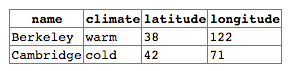 name climate latitude longitude
Berkeley warm 38 122
Cambridge cold 42 71